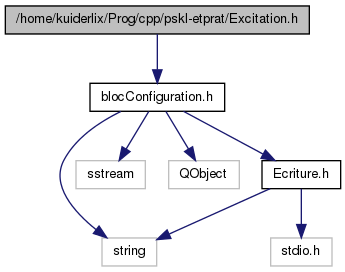 /home/kuiderlix/Prog/cpp/pskl-etprat/Excitation.h
blocConfiguration.h
sstream
QObject
Ecriture.h
string
stdio.h